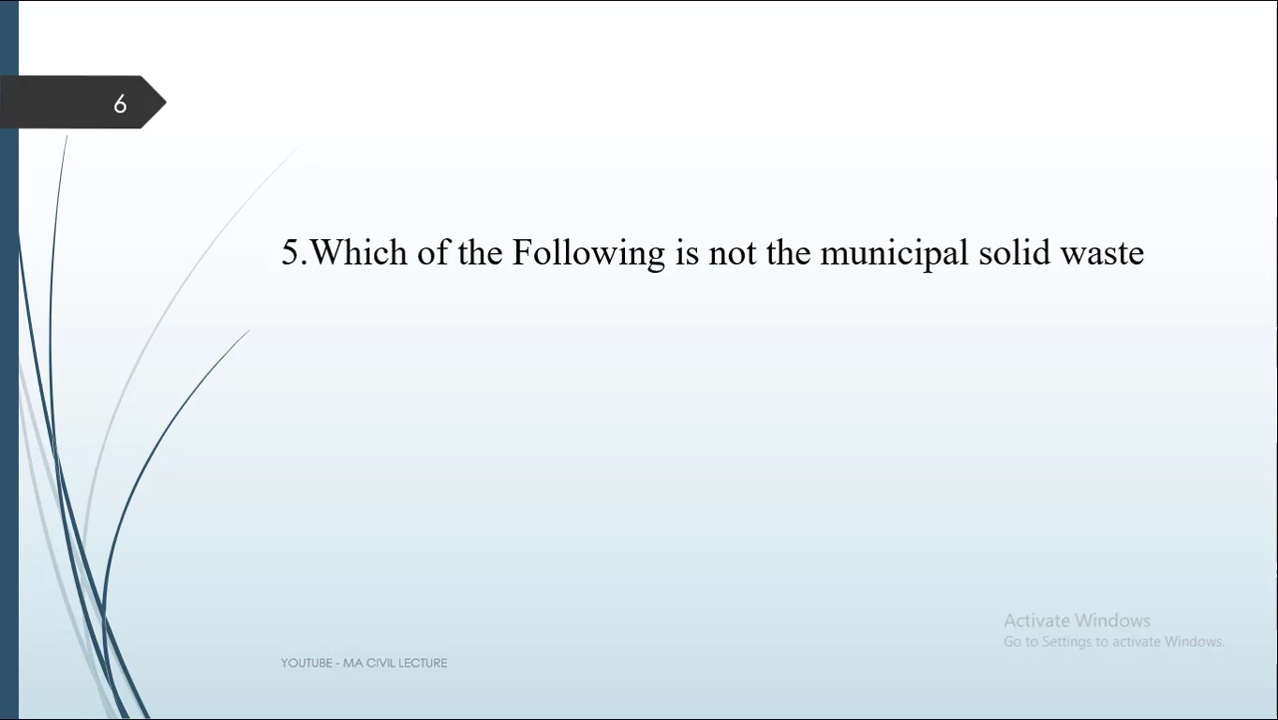 6
5.Which of the Following is not the municipal solid waste
Activate Windows
Go to Settings to activate Windows.
YOUTUBE - MA CIVIL LECTURE